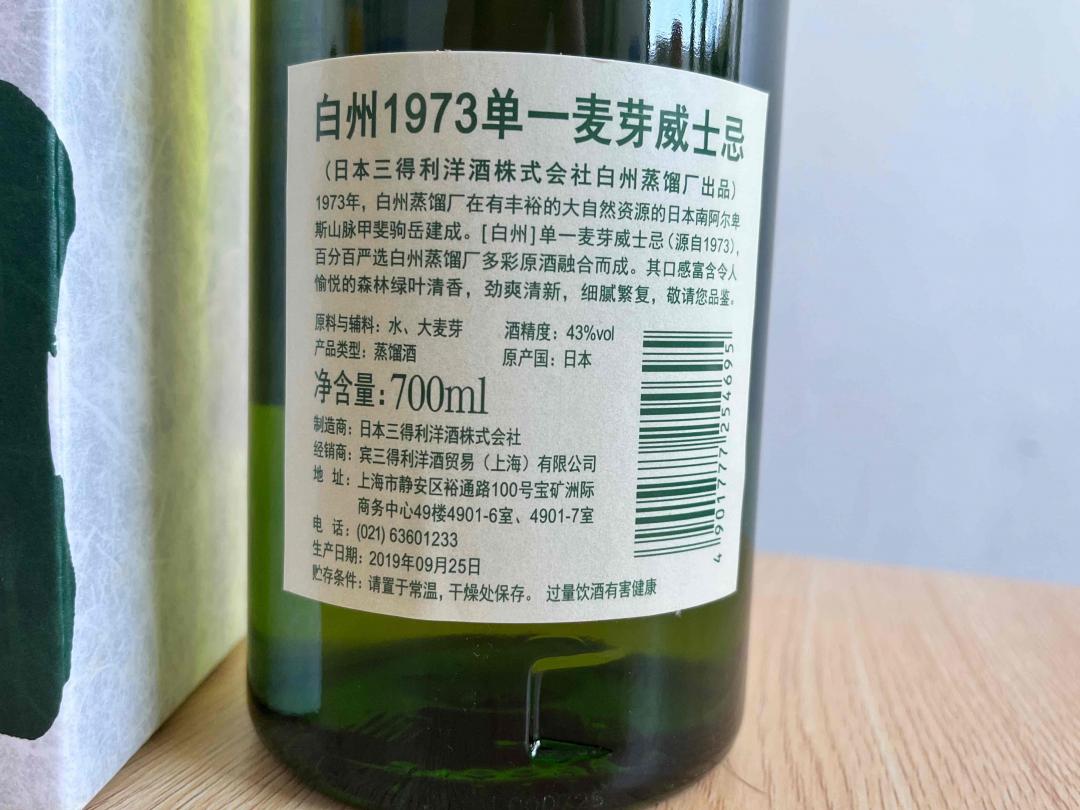 白州1973单一麦芽威士忌
（日本三得利洋酒株式会社白州蒸馏厂出品）
1973年，白州蒸馏厂在有丰裕的大自然资源的日本南阿尔卑
斯山脉甲斐驹岳建成。[白州]单一麦芽威士忌（源自1973），
百分百严选白州蒸馏厂多彩原酒融合而成。其口感富含令人
愉悦的森林绿叶清香，劲爽清新，细腻繁复，敬请您品鉴。
原料与辅料：水、大麦芽 酒精度：43%vol
产品类型：蒸馏酒 原产国：日本
净含量：700ml
制造商：日本三得利洋酒株式会社
经销商：宾三得利洋酒贸易（上海）有限公司
地 址：上海市静安区裕通路100号宝矿洲际
商务中心49楼4901-6室、4901-7室
电 话：(021) 63601233
生产日期：2019年09月25日
贮存条件：请置于常温，干燥处保存。 过量饮酒有害健康
4901777254695